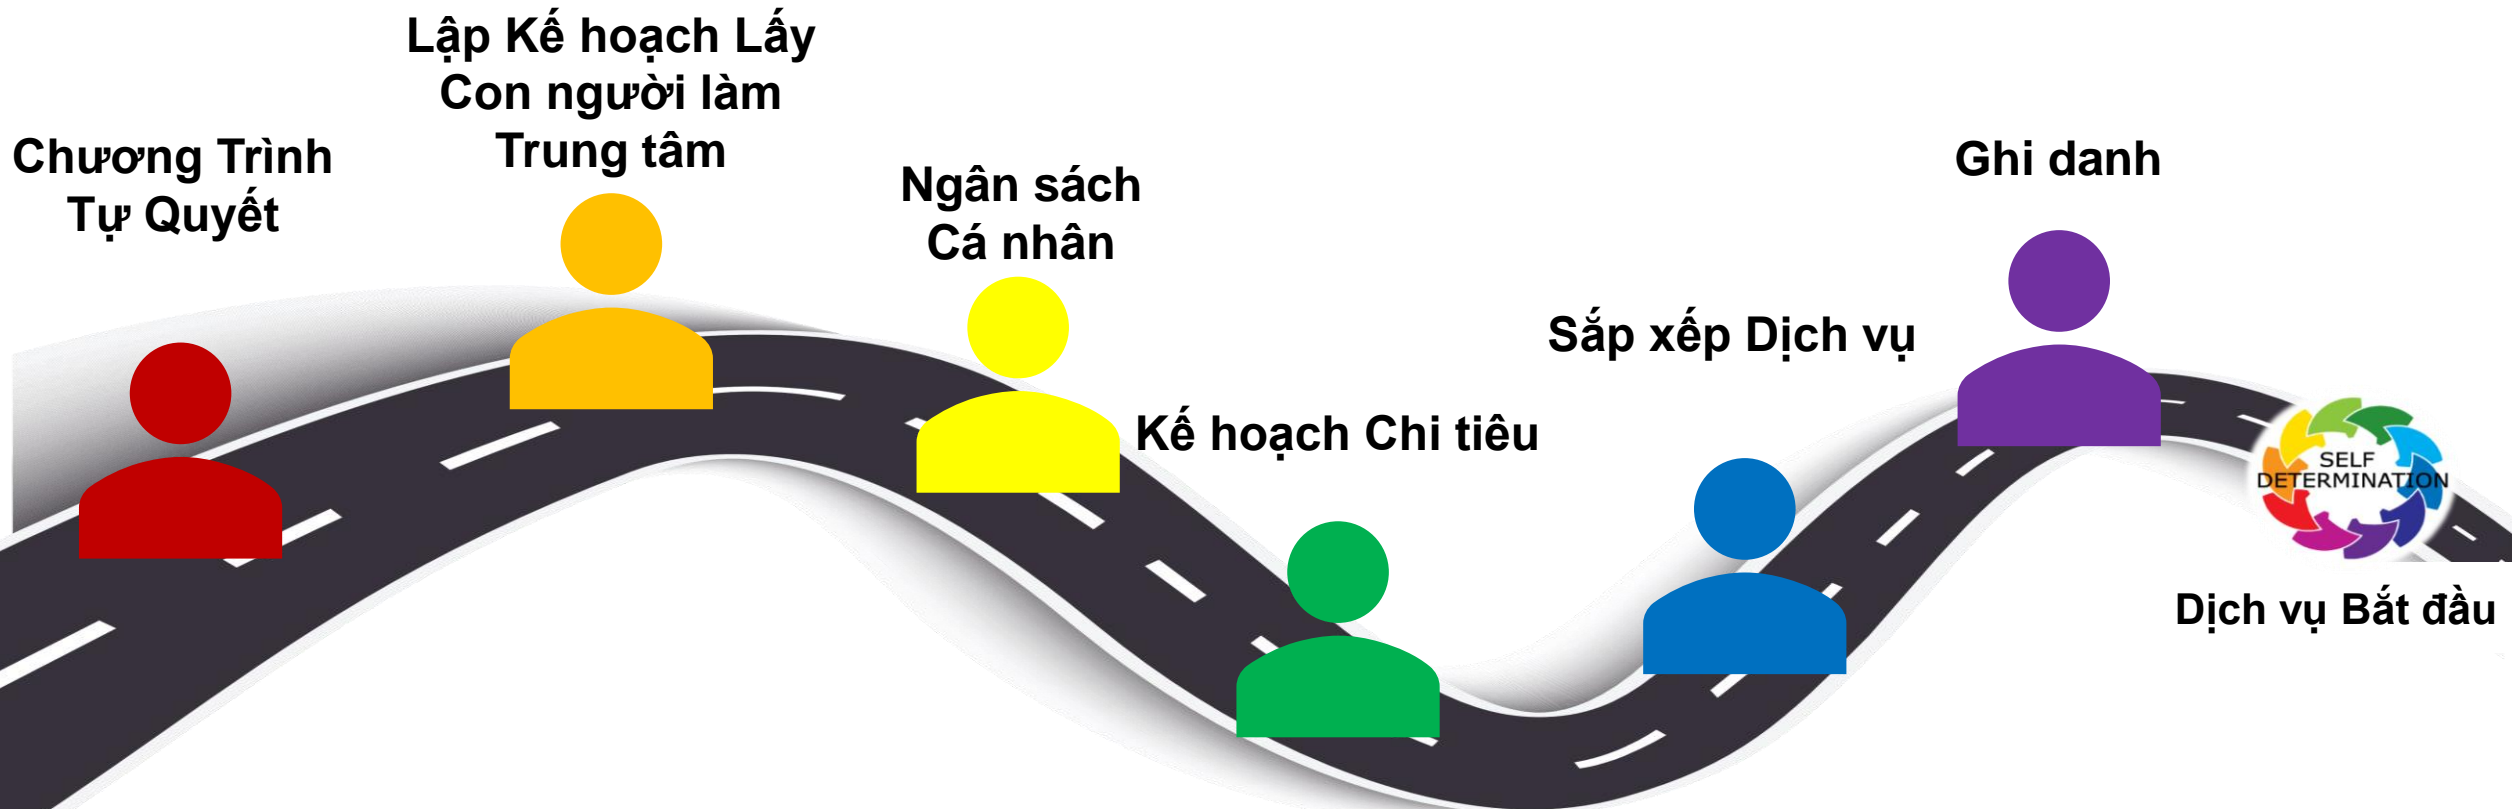 Chương Trình
Tự Quyết
Lập Kế hoạch Lấy
Con người làm
Trung tâm
Ngân sách
Cá nhân
Kế hoạch Chi tiêu
Sắp xếp Dịch vụ
Ghi danh
SELF
DETERMINATION
Dịch vụ Bắt đầu